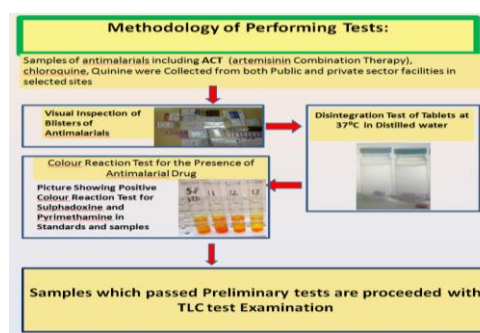 Methodology of Performing Tests:
Samples of antimalarials including ACT (artemisinin Combination Therapy),
chloroquine, Quinine were Collected from both Public and private sector facilities in
selected sites
Visual Inspection of
Blisters of
Antimalarials
Disintegration Test of Tablets at
37°C in Distilled water
Colour Reaction Test for the Presence of
Antimalarial Drug
Picture Showing Positive
Colour Reaction Test for
Sulphadoxine and
Pyrimethamine in
Standards and samples
Samples which passed Preliminary tests are proceeded with
TLC test Examination